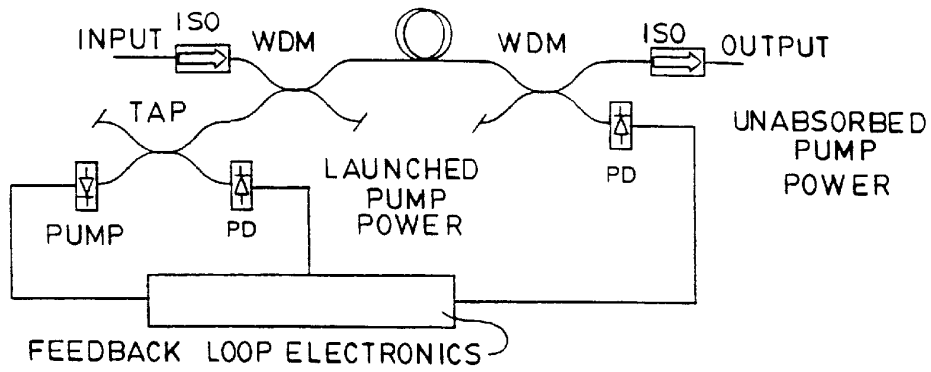 INPUT
ISO
WDM
WDM
ISO
OUTPUT
TAP
PUMP
PD
LAUNCHED
PUMP
POWER
PD
UNABSORBED
PUMP
POWER
FEEDBACK LOOP ELECTRONICS